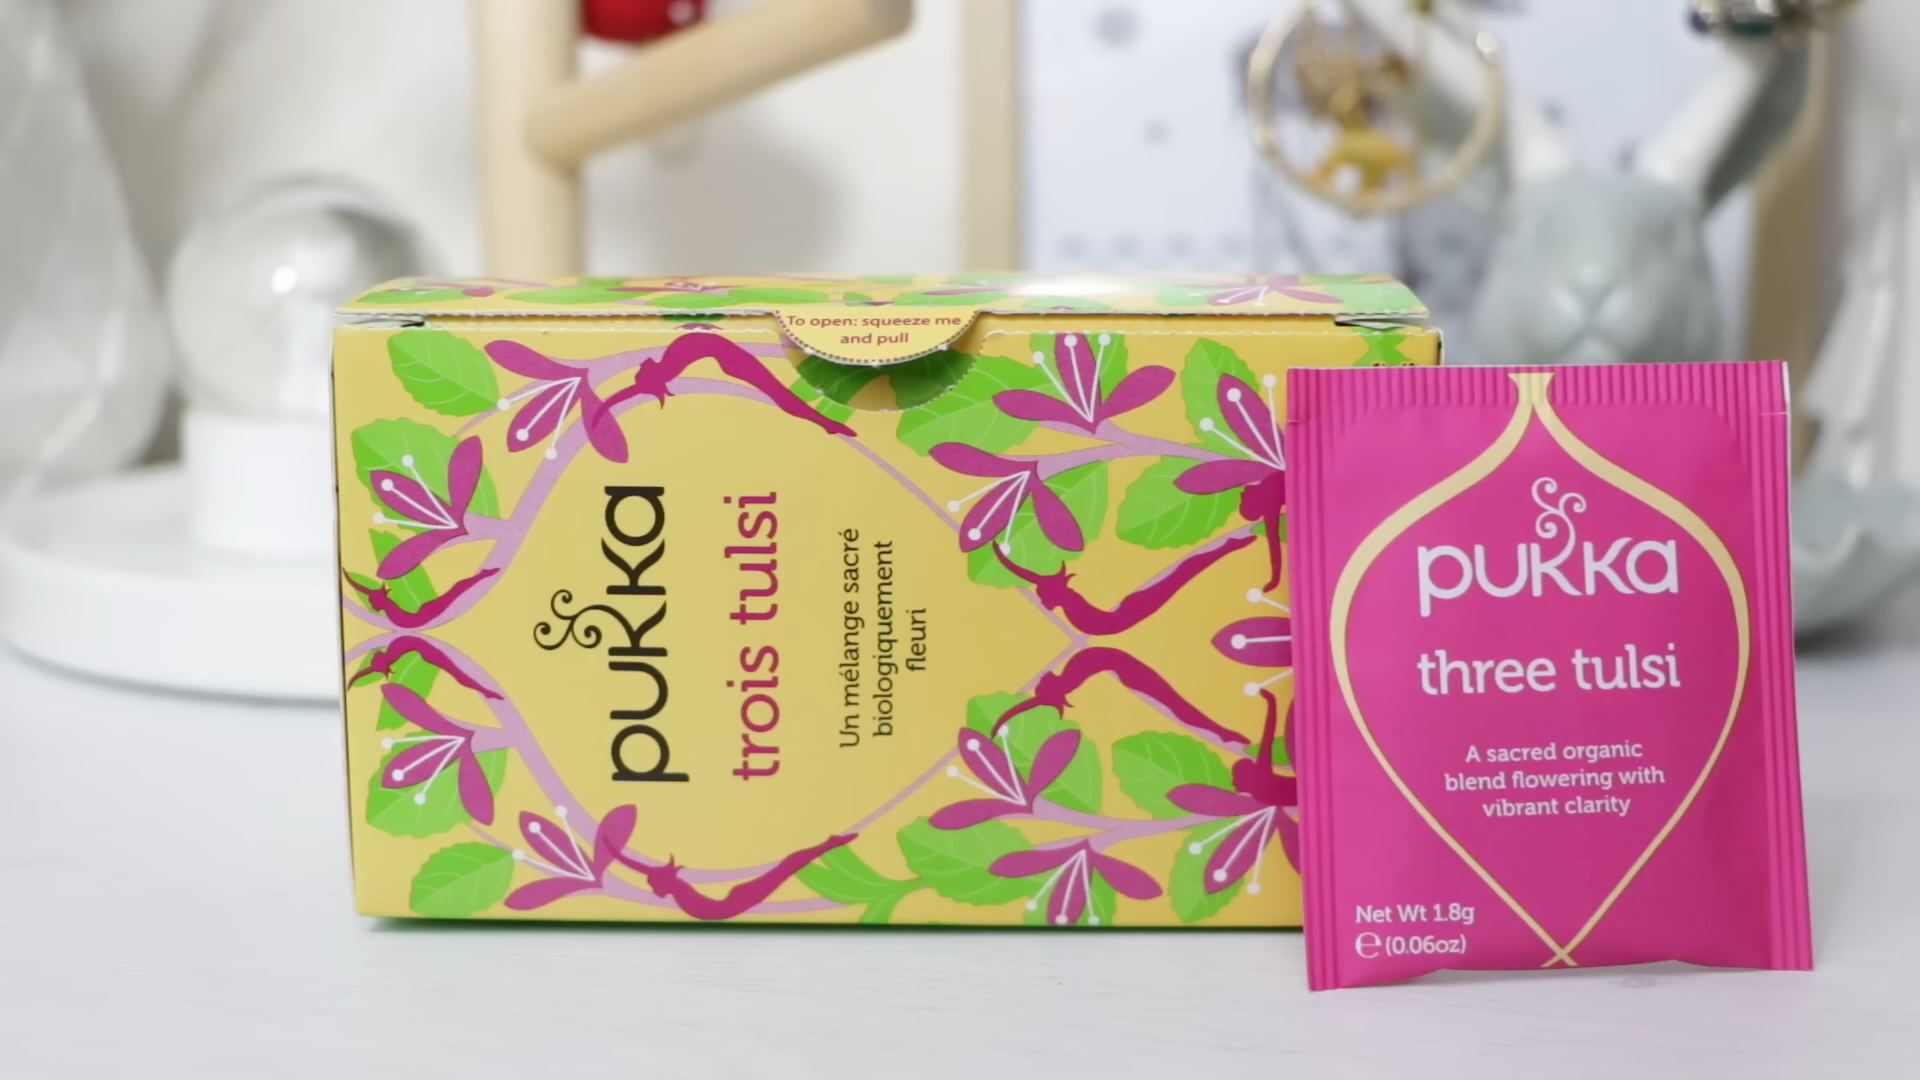 To open: squeeze me
and pull
pukka
trois tulsi
Un mélange sacré
biologiquement
fleuri
pukka
three tulsi
A sacred organic
blend flowering with
vibrant clarity
Net Wt 1.8g
℮ (0.06oz)